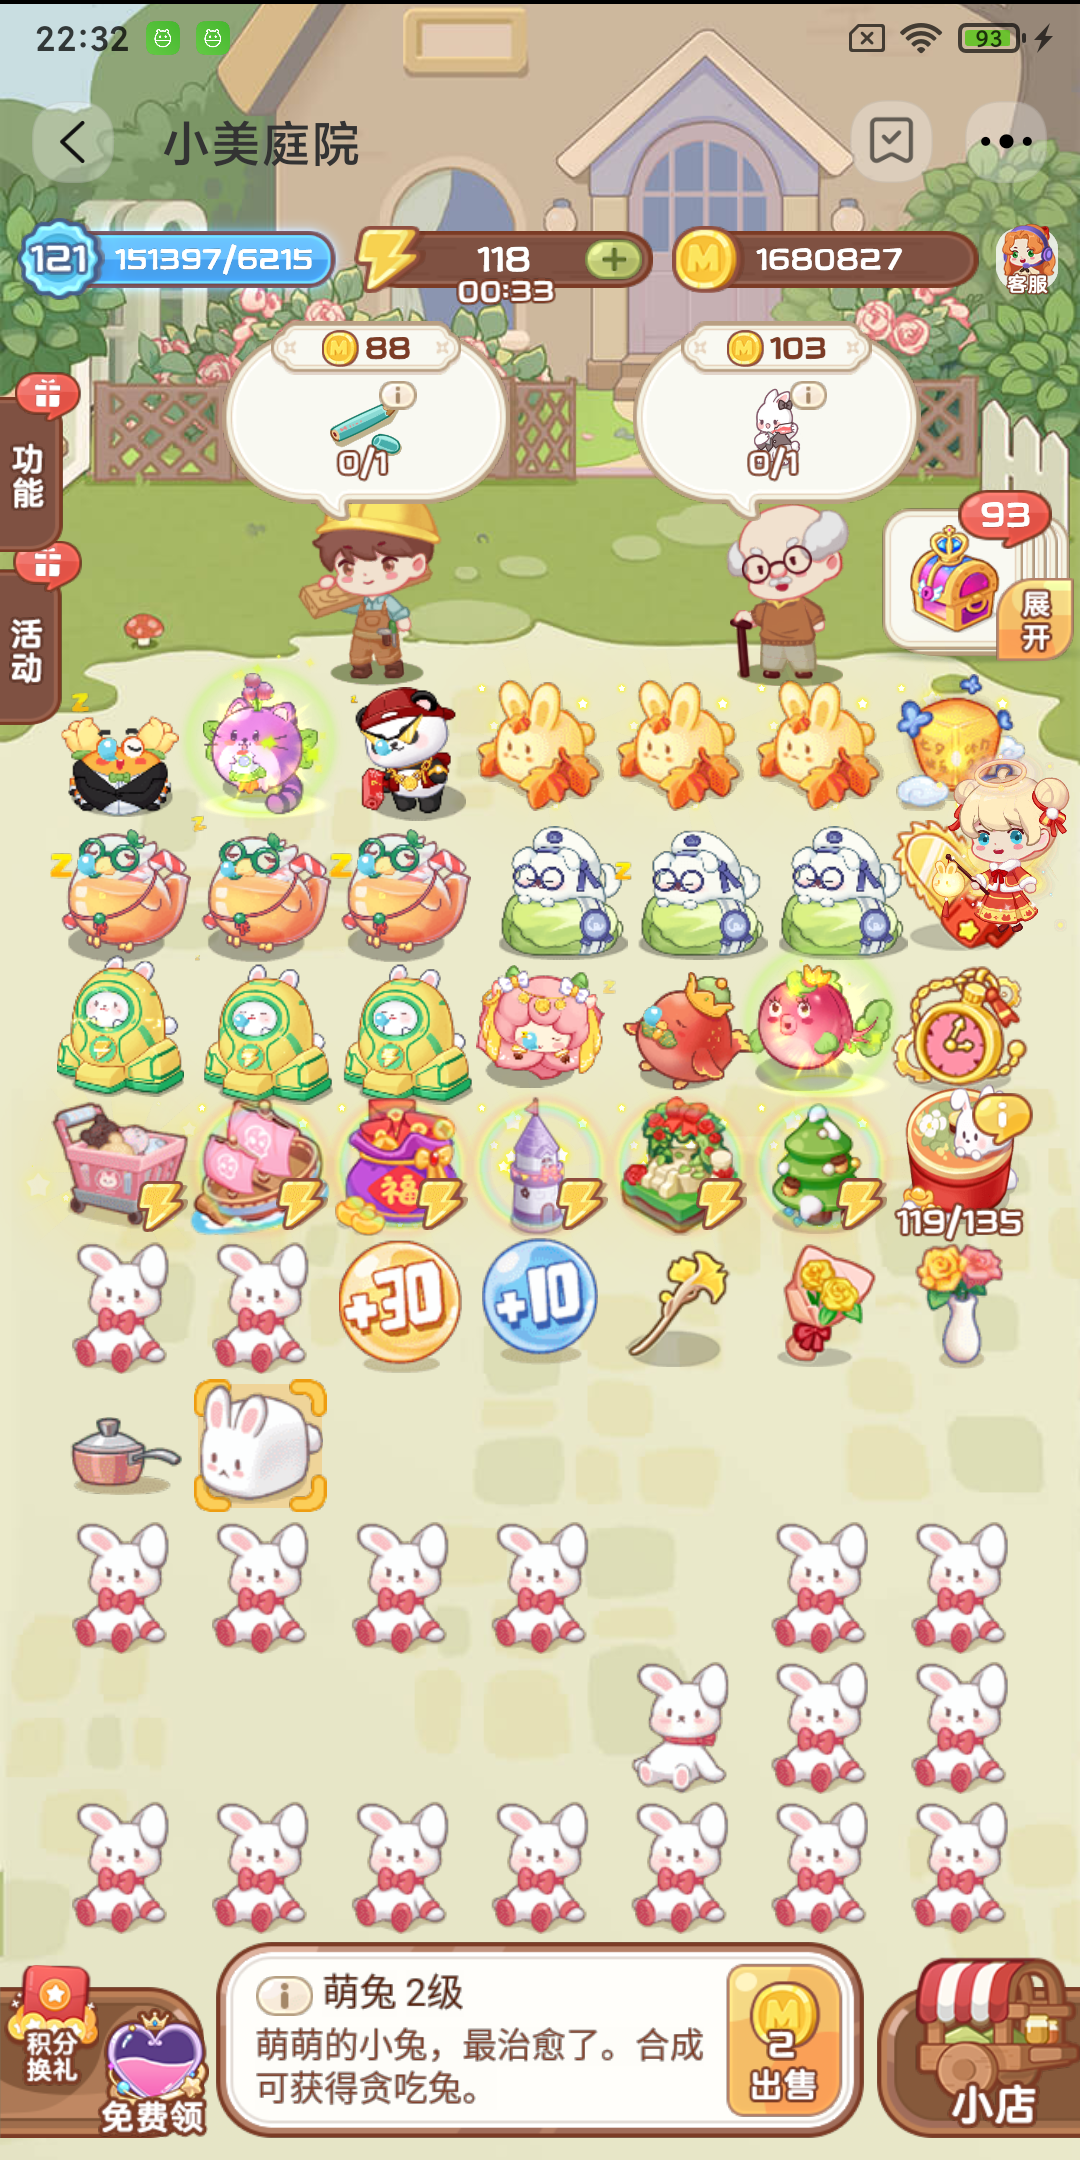 22:32
93
小美庭院
121
151397/6215
118
00:33
1680827
客服
88
103
0/1
0/1
功能
活动
93
展开
福
119/135
+30
+10
萌兔 2级
萌萌的小兔，最治愈了。合成
可获得贪吃兔。
2
出售
积分
换礼
免费领
小店